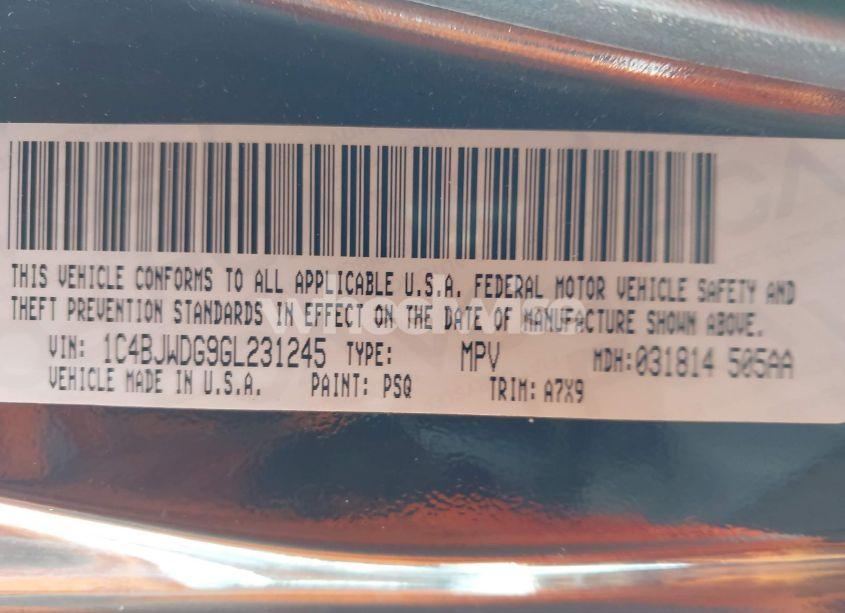 THIS VEHICLE CONFORMS TO ALL APPLICABLE U.S.A. FEDERAL MOTOR VEHICLE SAFETY AND
THEFT PREVENTION STANDARDS IN EFFECT ON THE DATE OF MANUFACTURE SHOWN ABOVE.
VIN: 1C4BJWDG9GL231245 TYPE: MPV MDH:031814 505AA
VEHICLE MADE IN U.S.A. PAINT: PSQ TRIM: A7X9